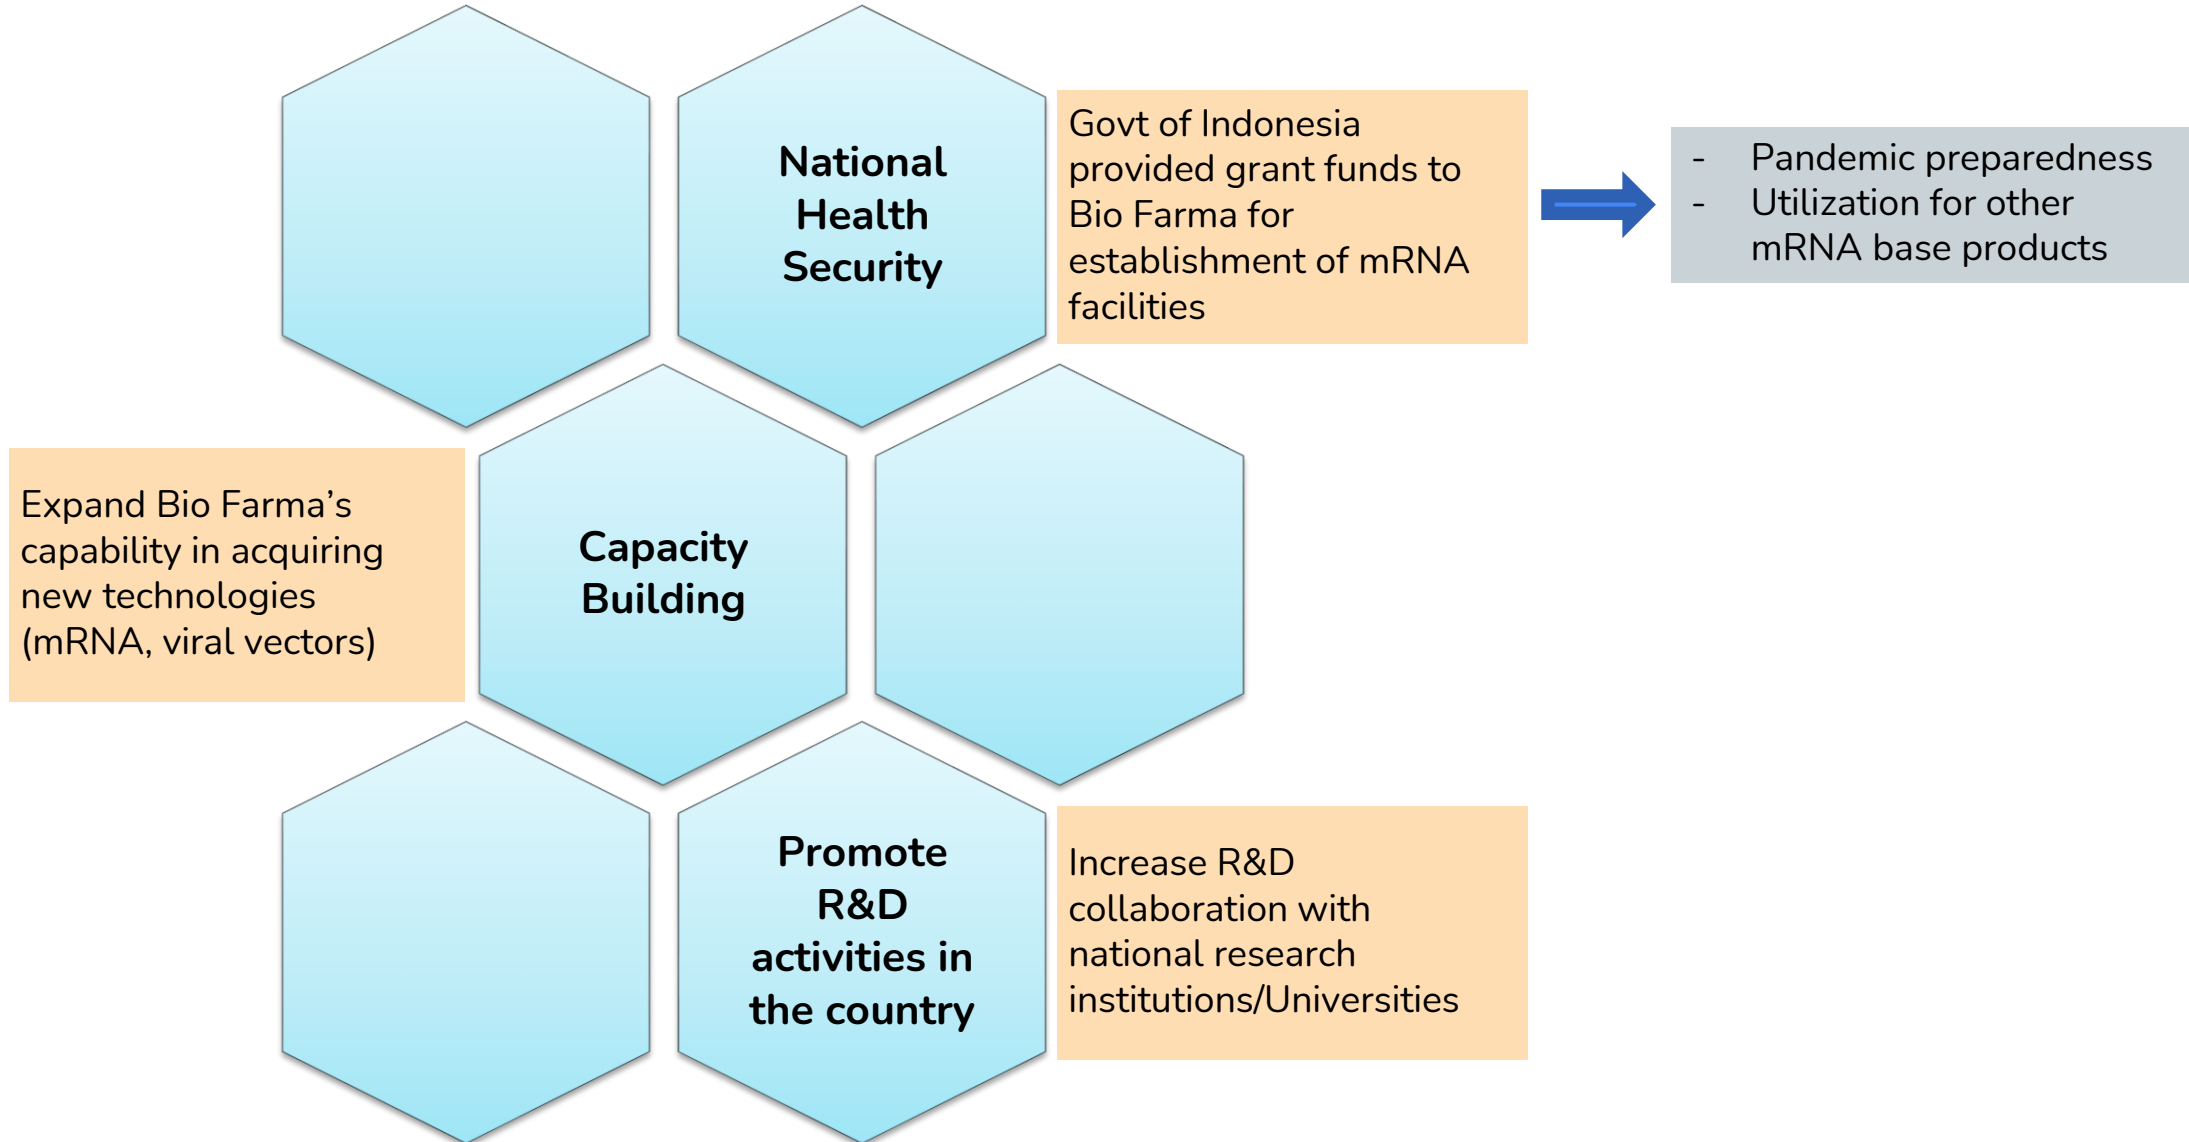 National
Health
Security
Govt of Indonesia
provided grant funds to
Bio Farma for
establishment of mRNA
facilities
- Pandemic preparedness
- Utilization for other
mRNA base products
Expand Bio Farma’s
capability in acquiring
new technologies
(mRNA, viral vectors)
Capacity
Building
Promote
R&D
activities in
the country
Increase R&D
collaboration with
national research
institutions/Universities